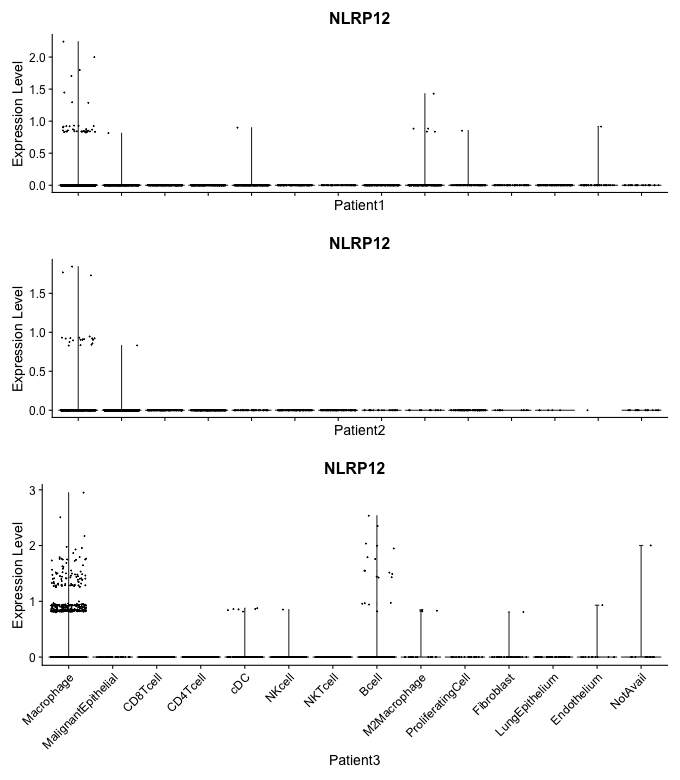 NLRP12
Expression Level
2.0
1.5
1.0
0.5
0.0
Patient1
NLRP12
Expression Level
1.5
1.0
0.5
0.0
Patient2
NLRP12
Expression Level
3
2
1
0
Macrophage
MalignantEpithelial
CD8Tcell
CD4Tcell
cDC
NKcell
NKTcell
Bcell
M2Macrophage
ProliferatingCell
Fibroblast
LungEpithelium
Endothelium
NotAvail
Patient3